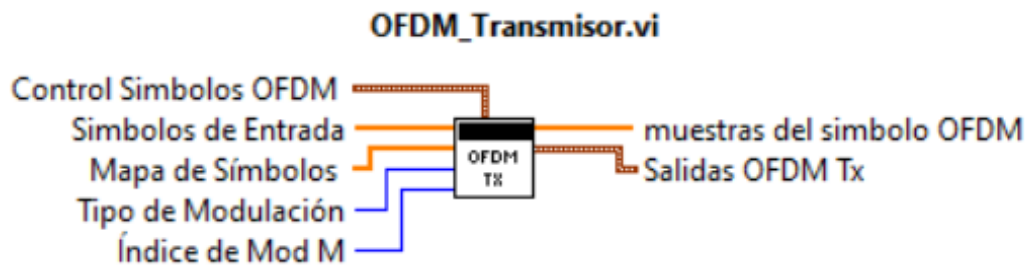 OFDM_Transmisor.vi
Control Simbolos OFDM
Simbolos de Entrada
Mapa de Símbolos
Tipo de Modulación
Índice de Mod M
OFDM
TX
muestras del simbolo OFDM
Salidas OFDM Tx